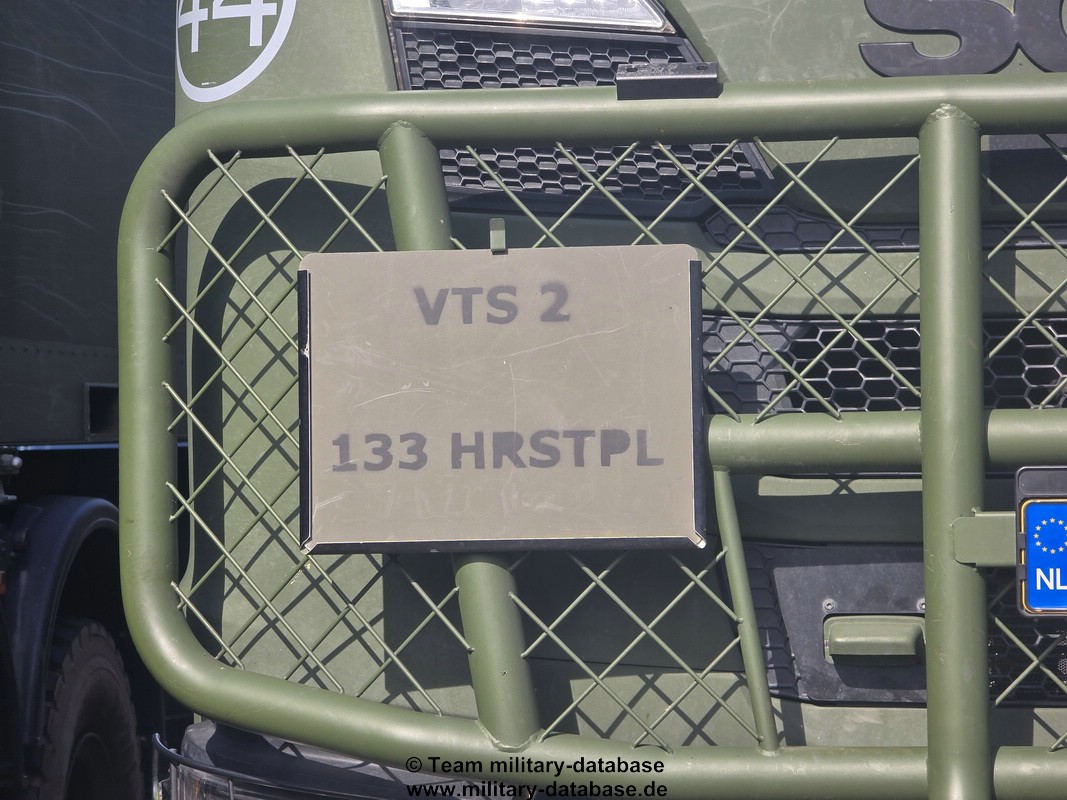 44
VTS 2
133 HRSTPL
NL
© Team military-database
www.military-database.de